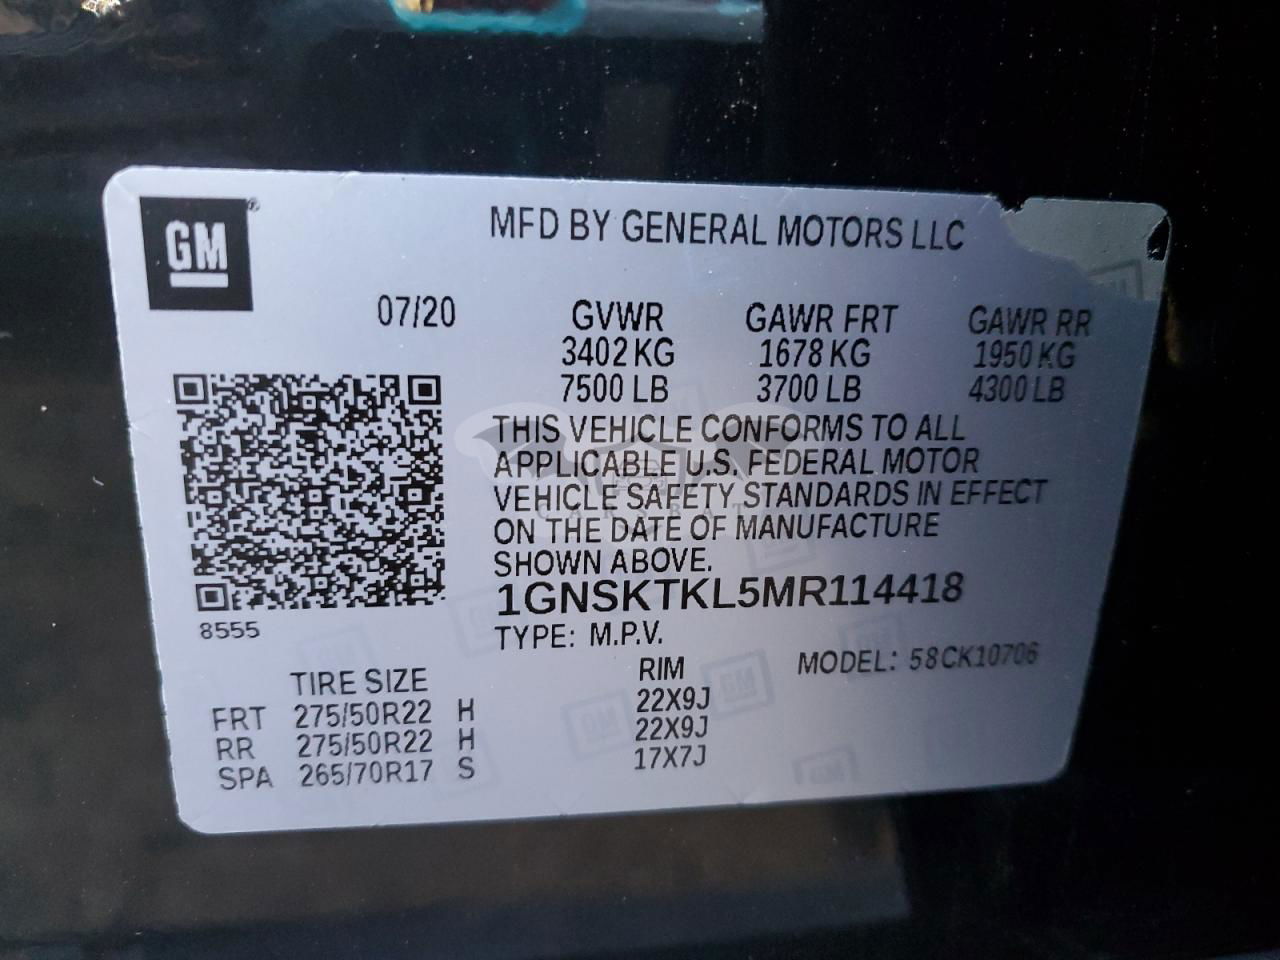 GM®
MFD BY GENERAL MOTORS LLC
07/20
GVWR GAWR FRT GAWR RR
3402 KG 1678 KG 1950 KG
7500 LB 3700 LB 4300 LB
THIS VEHICLE CONFORMS TO ALL
APPLICABLE U.S. FEDERAL MOTOR
VEHICLE SAFETY STANDARDS IN EFFECT
ON THE DATE OF MANUFACTURE
SHOWN ABOVE.
1GNSKTKL5MR114418
8555
TYPE: M.P.V.
MODEL: 58CK10706
TIRE SIZE RIM
FRT 275/50R22 H 22X9J
RR 275/50R22 H 22X9J
SPA 265/70R17 S 17X7J